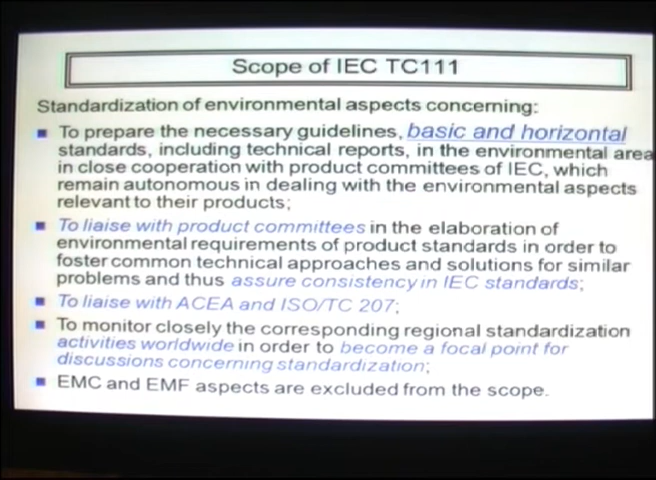 Scope of IEC TC111
Standardization of environmental aspects concerning:
To prepare the necessary guidelines, basic and horizontal
standards, including technical reports, in the environmental area
in close cooperation with product committees of IEC, which
remain autonomous in dealing with the environmental aspects
relevant to their products;
To liaise with product committees in the elaboration of
environmental requirements of product standards in order to
foster common technical approaches and solutions for similar
problems and thus assure consistency in IEC standards;
To liaise with ACEA and ISO/TC 207;
To monitor closely the corresponding regional standardization
activities worldwide in order to become a focal point for
discussions concerning standardization;
EMC and EMF aspects are excluded from the scope.